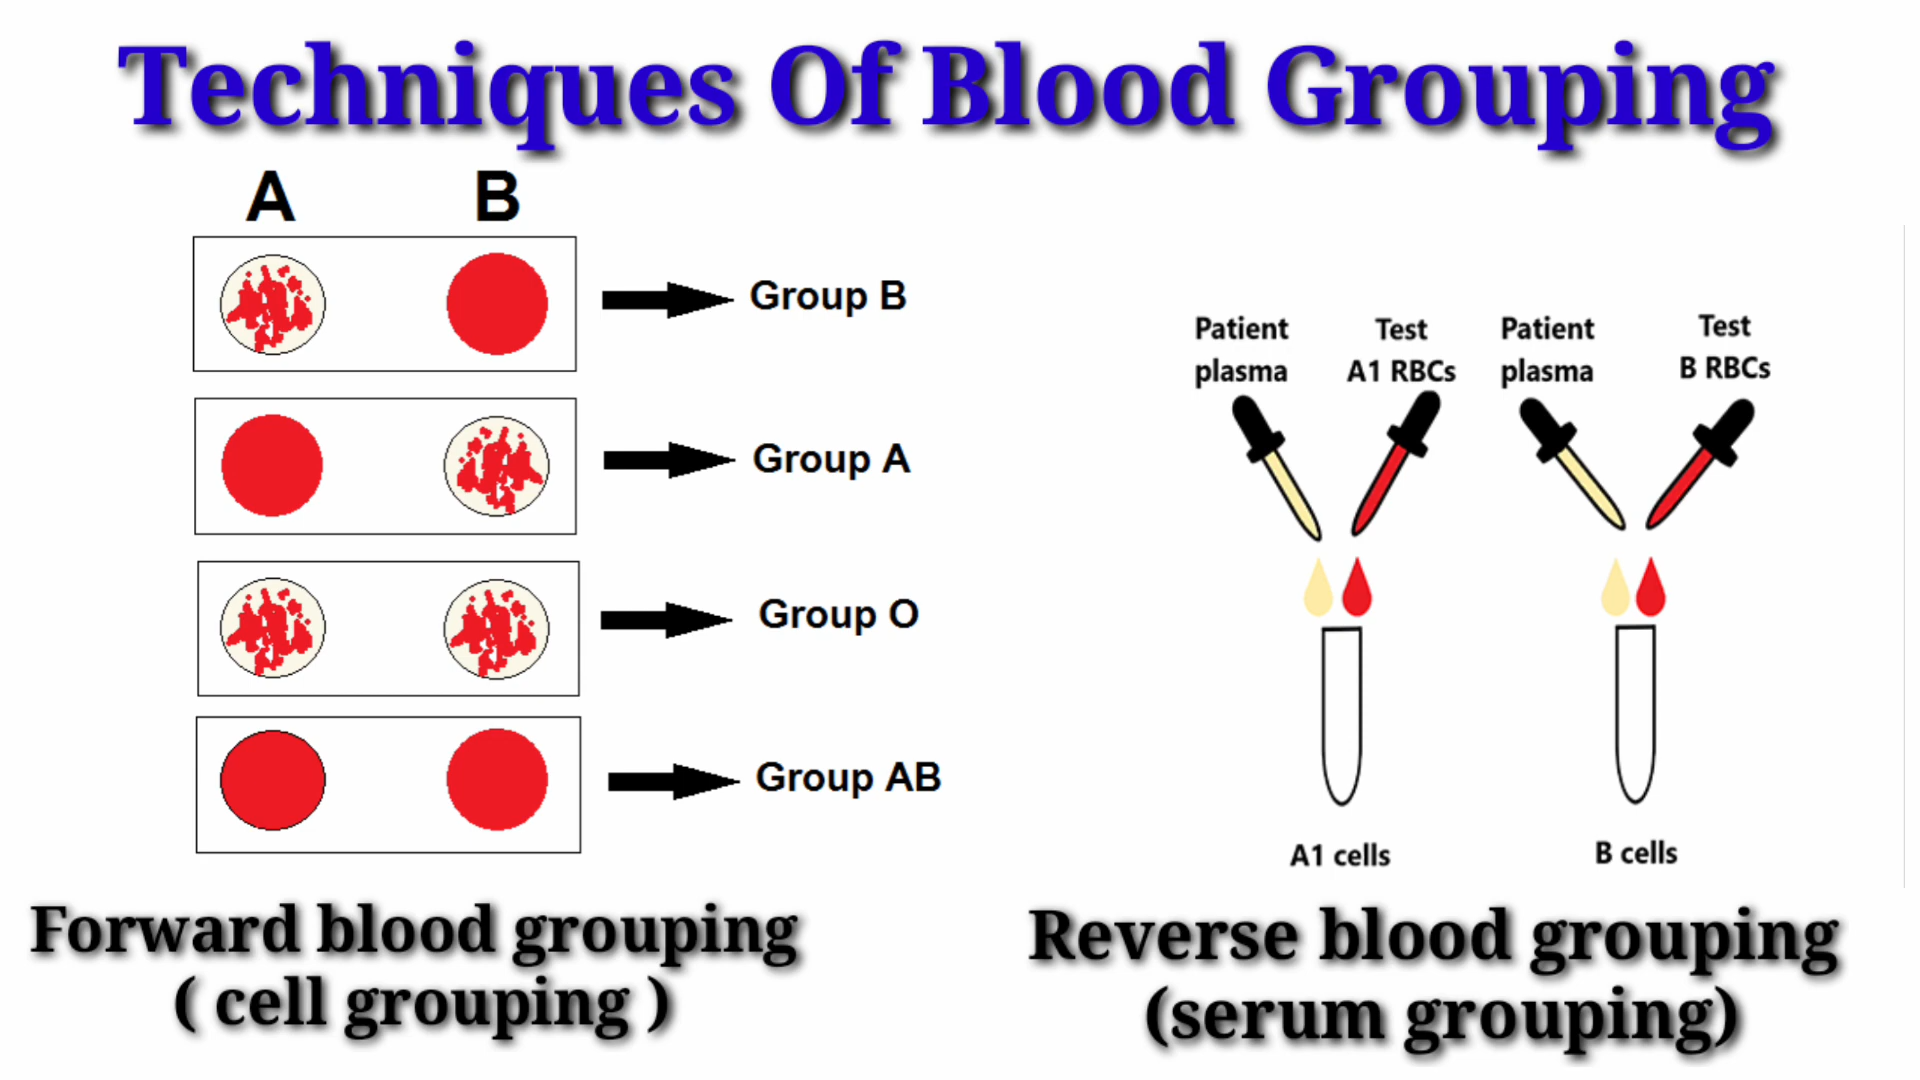 Techniques Of Blood Grouping
A B
Group B
Group A
Group O
Group AB
Forward blood grouping
( cell grouping )
Patient plasma
Test A1 RBCs
Patient plasma
Test B RBCs
A1 cells
B cells
Reverse blood grouping
(serum grouping)